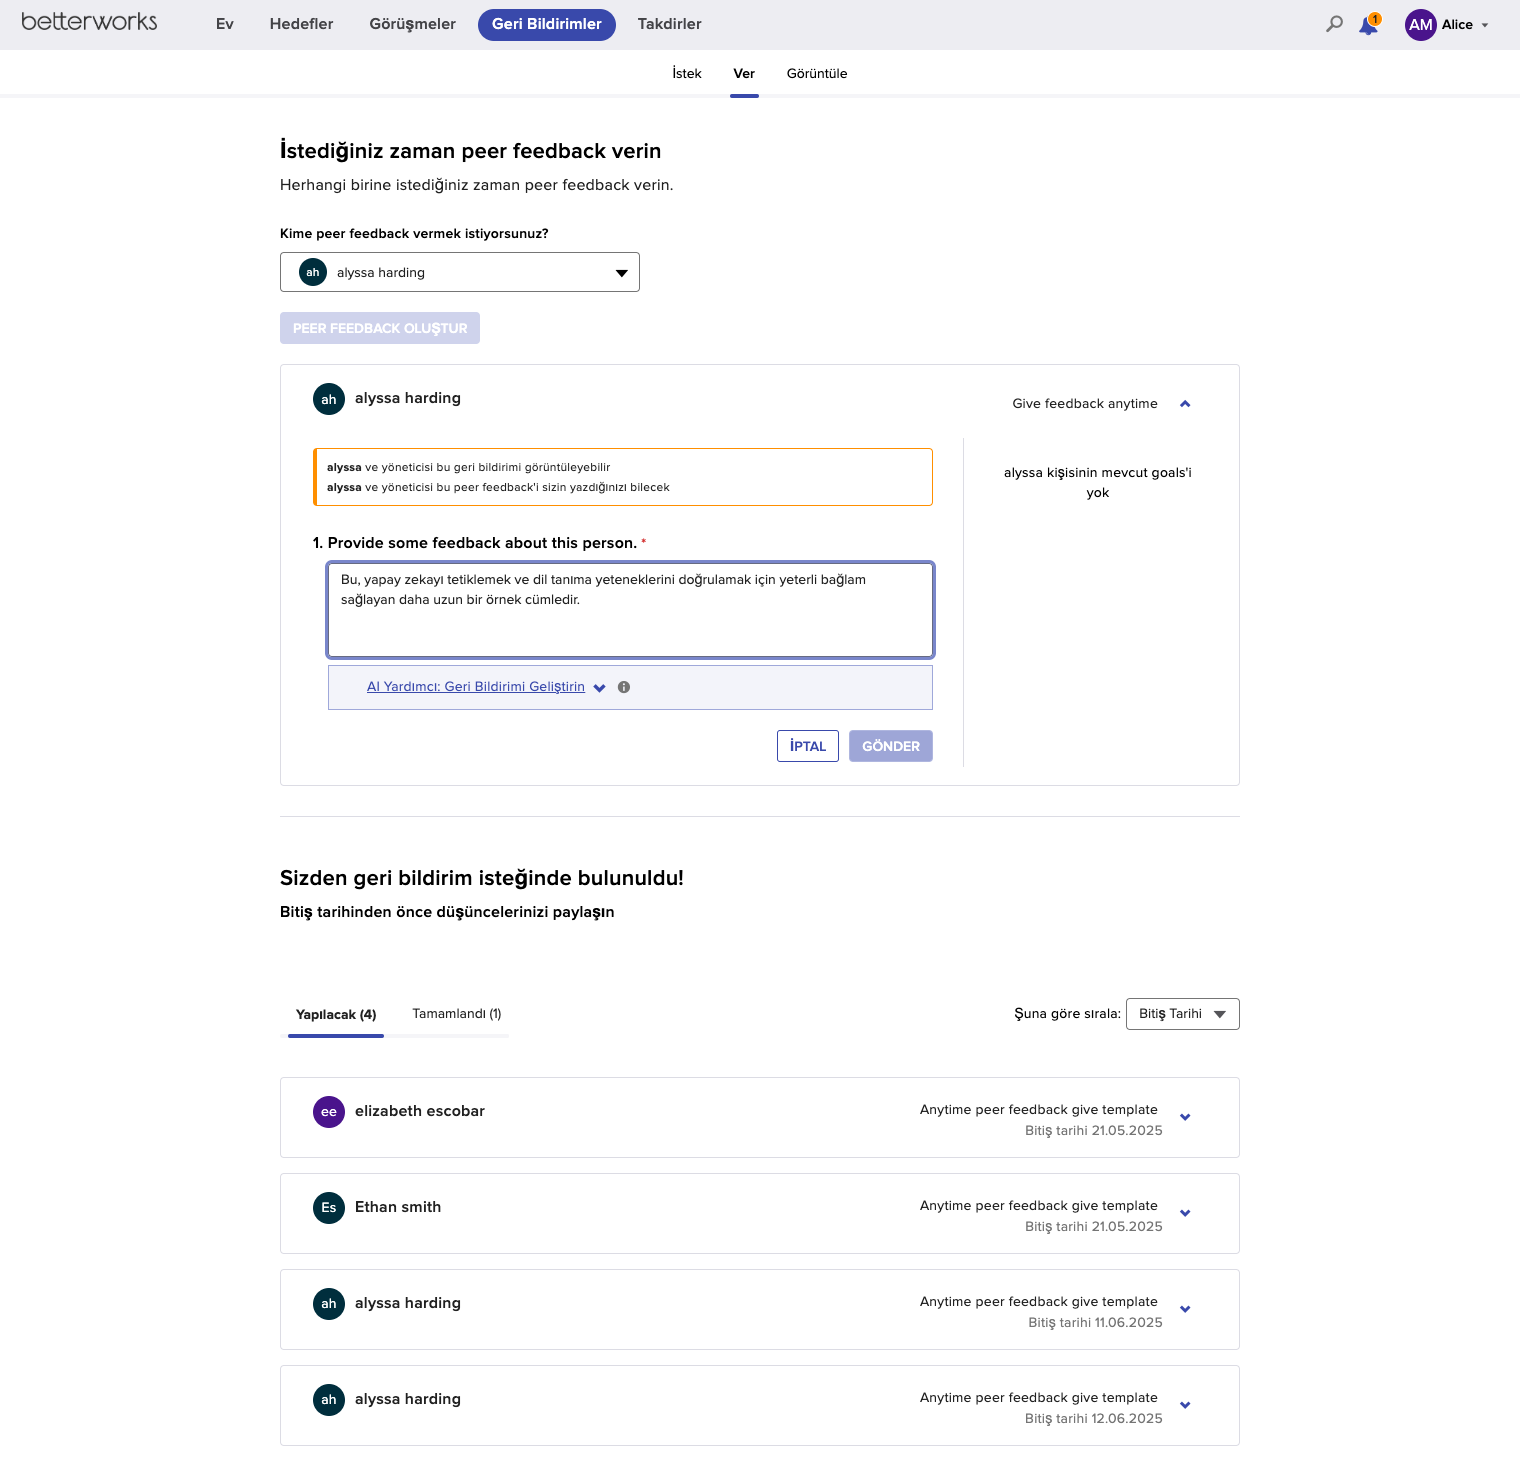 betterworks
Ev
Hedefler
Görüşmeler
Geri Bildirimler
Takdirler
1
AM
Alice
İstek
Ver
Görüntüle
İstediğiniz zaman peer feedback verin
Herhangi birine istediğiniz zaman peer feedback verin.
Kime peer feedback vermek istiyorsunuz?
ah alyssa harding
PEER FEEDBACK OLUŞTUR
ah alyssa harding
Give feedback anytime
alyssa ve yöneticisi bu geri bildirimi görüntüleyebilir
alyssa ve yöneticisi bu peer feedback'i sizin yazdığınızı bilecek
alyssa kişisinin mevcut goals'i
yok
1. Provide some feedback about this person. *
Bu, yapay zekayı tetiklemek ve dil tanıma yeteneklerini doğrulamak için yeterli bağlam
sağlayan daha uzun bir örnek cümledir.
AI Yardımcı: Geri Bildirimi Geliştirin
İPTAL
GÖNDER
Sizden geri bildirim isteğinde bulunuldu!
Bitiş tarihinden önce düşüncelerinizi paylaşın
Yapılacak (4)
Tamamlandı (1)
Şuna göre sırala:
Bitiş Tarihi
ee elizabeth escobar
Anytime peer feedback give template
Bitiş tarihi 21.05.2025
Es Ethan smith
Anytime peer feedback give template
Bitiş tarihi 21.05.2025
ah alyssa harding
Anytime peer feedback give template
Bitiş tarihi 11.06.2025
ah alyssa harding
Anytime peer feedback give template
Bitiş tarihi 12.06.2025